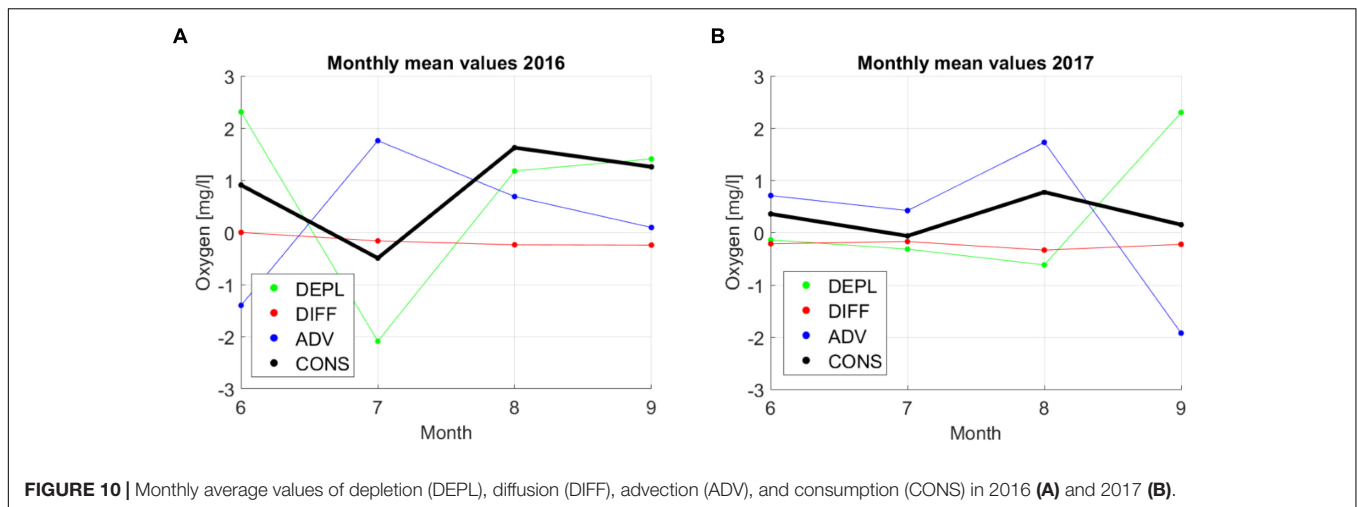 A
Monthly mean values 2016
3
2
1
0
-1
-2
-3
Oxygen [mg/l]
DEPL
DIFF
ADV
CONS
6 7 8 9
Month
B
Monthly mean values 2017
3
2
1
0
-1
-2
-3
Oxygen [mg/l]
DEPL
DIFF
ADV
CONS
6 7 8 9
Month
FIGURE 10 | Monthly average values of depletion (DEPL), diffusion (DIFF), advection (ADV), and consumption (CONS) in 2016 (A) and 2017 (B).